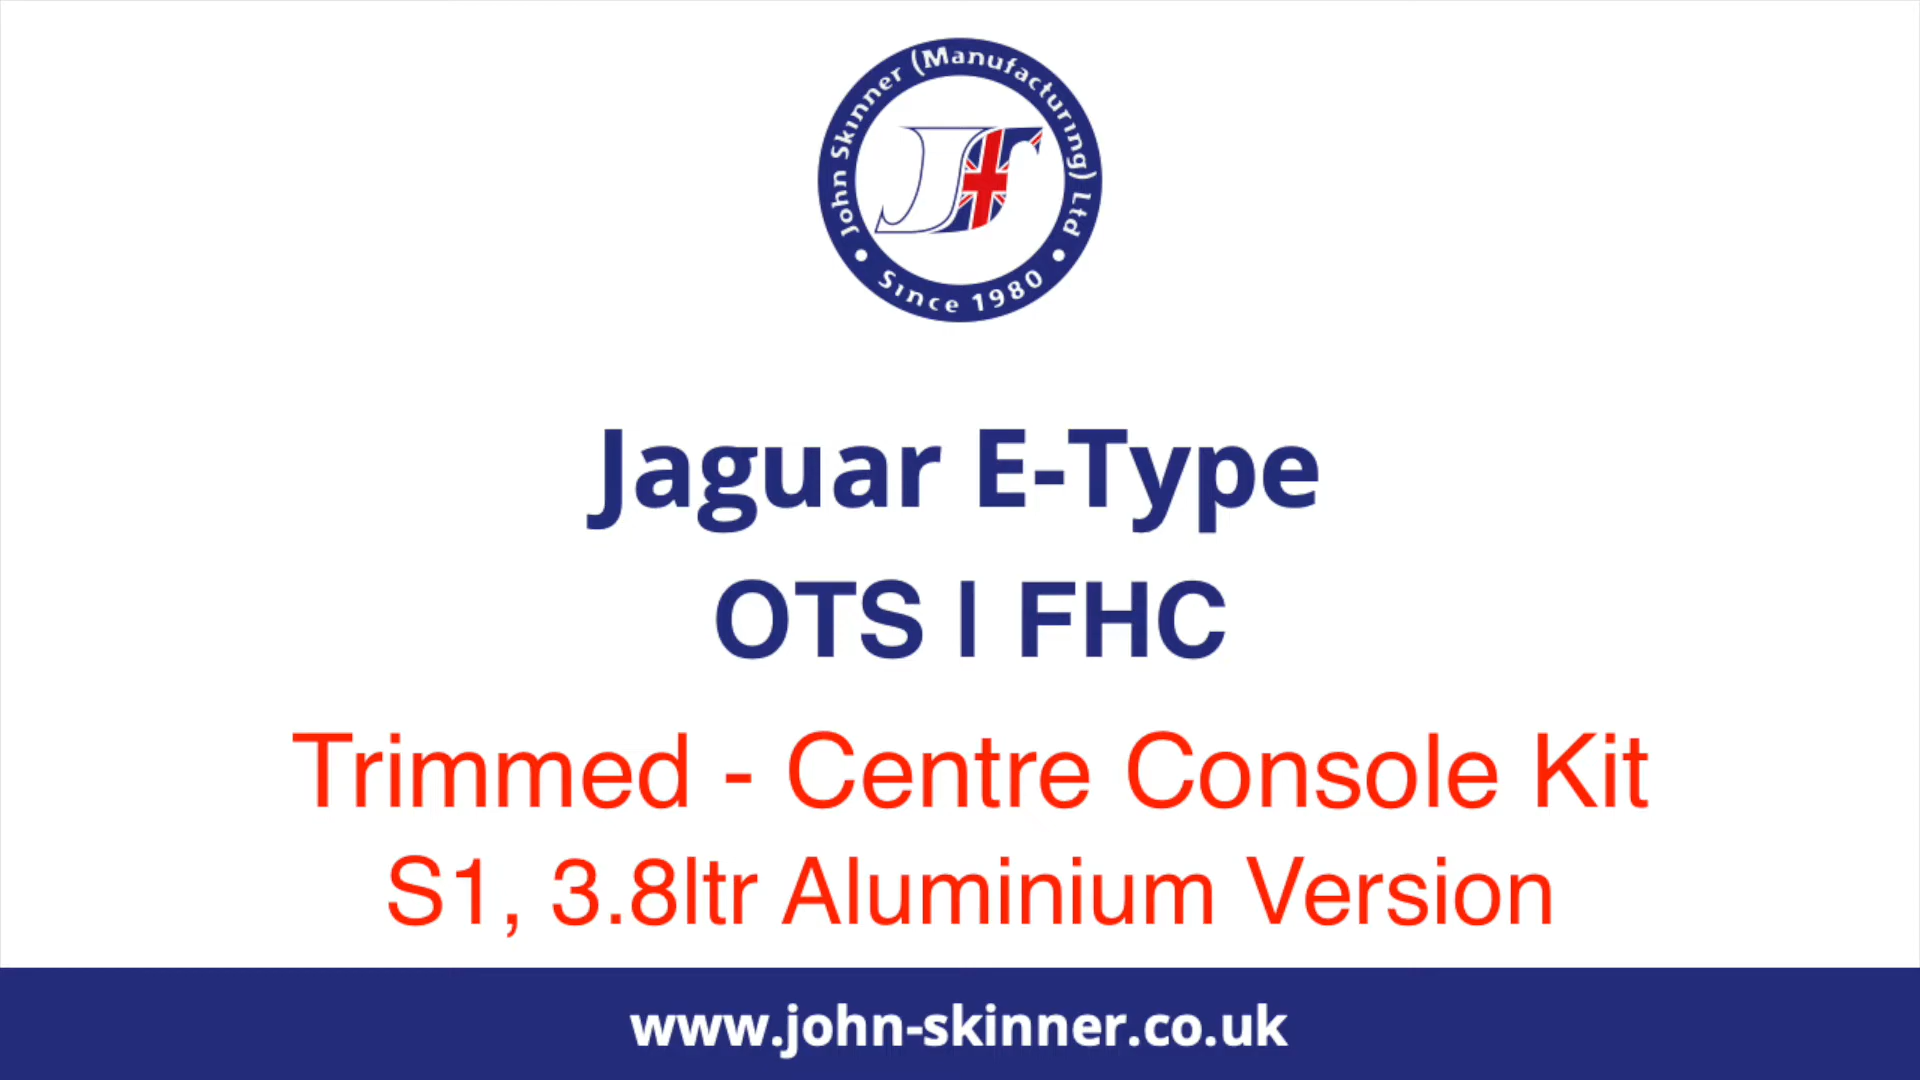 John Skinner (Manufacturing) Ltd
JS
• Since 1980 •
Jaguar E-Type
OTS | FHC
Trimmed - Centre Console Kit
S1, 3.8ltr Aluminium Version
www.john-skinner.co.uk